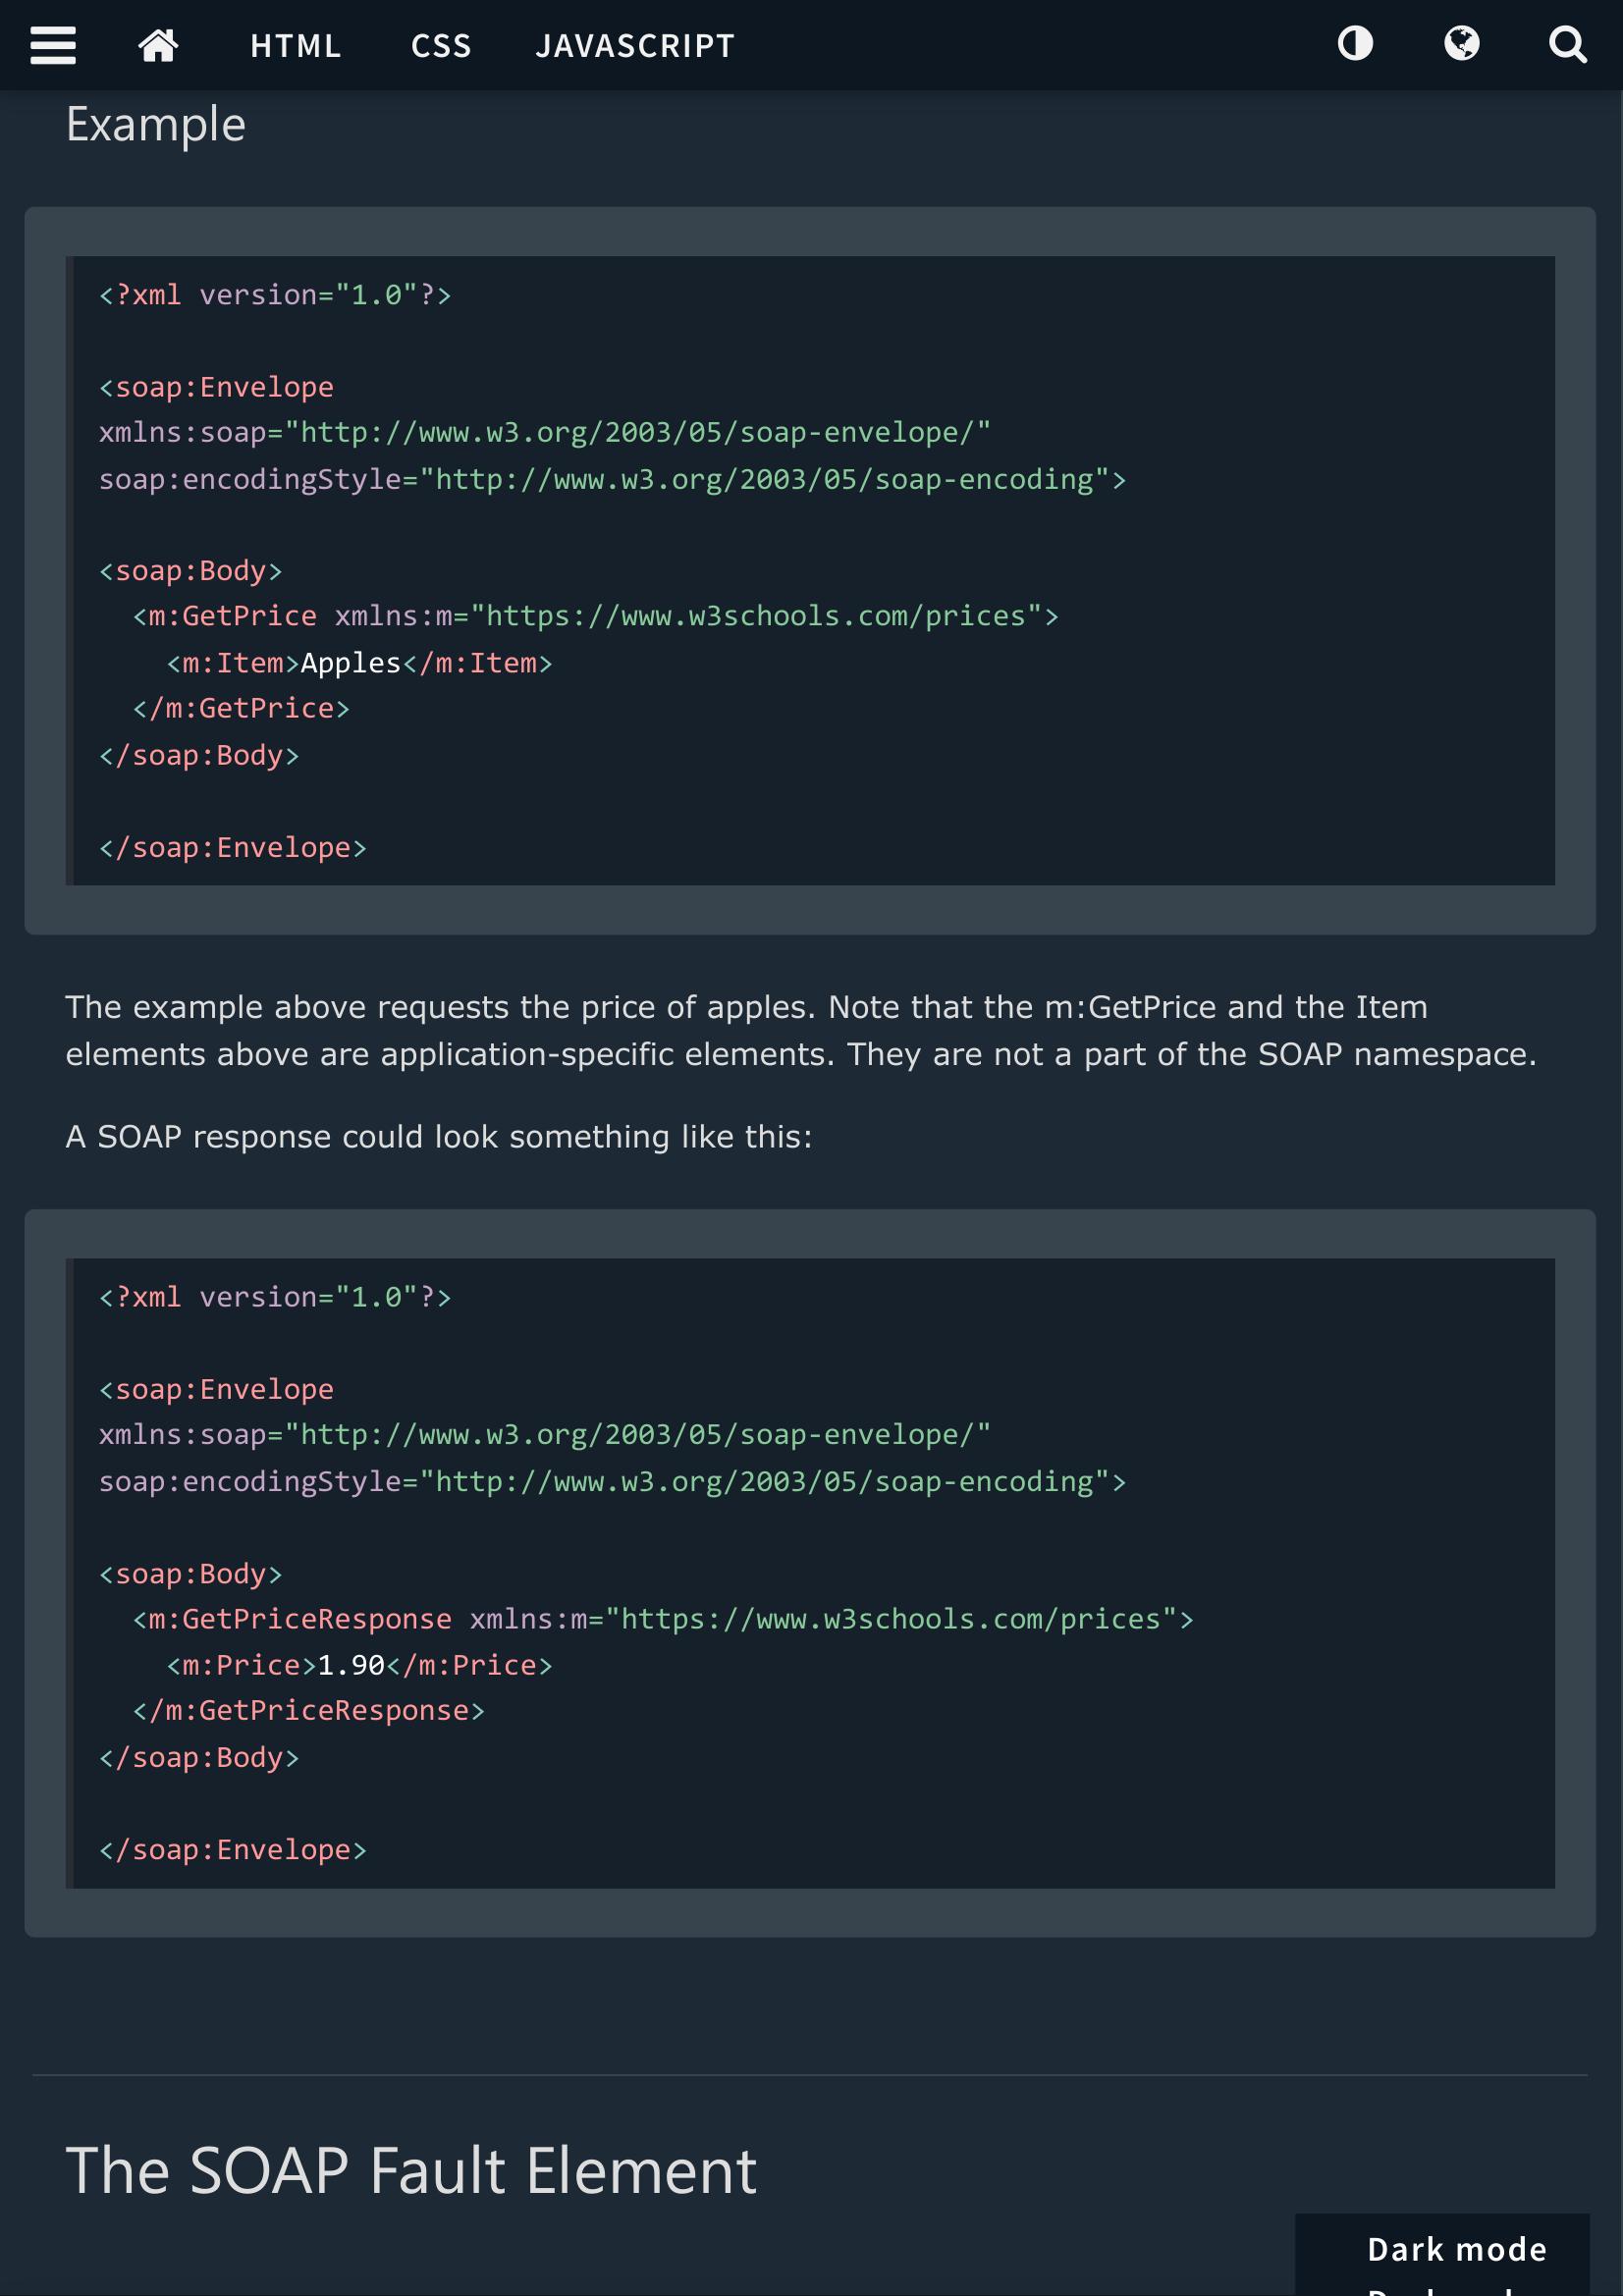 HTML CSS JAVASCRIPT
Example
<?xml version="1.0"?>
<soap:Envelope
xmlns:soap="http://www.w3.org/2003/05/soap-envelope/"
soap:encodingStyle="http://www.w3.org/2003/05/soap-encoding">
<soap:Body>
  <m:GetPrice xmlns:m="https://www.w3schools.com/prices">
    <m:Item>Apples</m:Item>
  </m:GetPrice>
</soap:Body>
</soap:Envelope>
The example above requests the price of apples. Note that the m:GetPrice and the Item
elements above are application-specific elements. They are not a part of the SOAP namespace.
A SOAP response could look something like this:
<?xml version="1.0"?>
<soap:Envelope
xmlns:soap="http://www.w3.org/2003/05/soap-envelope/"
soap:encodingStyle="http://www.w3.org/2003/05/soap-encoding">
<soap:Body>
  <m:GetPriceResponse xmlns:m="https://www.w3schools.com/prices">
    <m:Price>1.90</m:Price>
  </m:GetPriceResponse>
</soap:Body>
</soap:Envelope>
The SOAP Fault Element
Dark mode